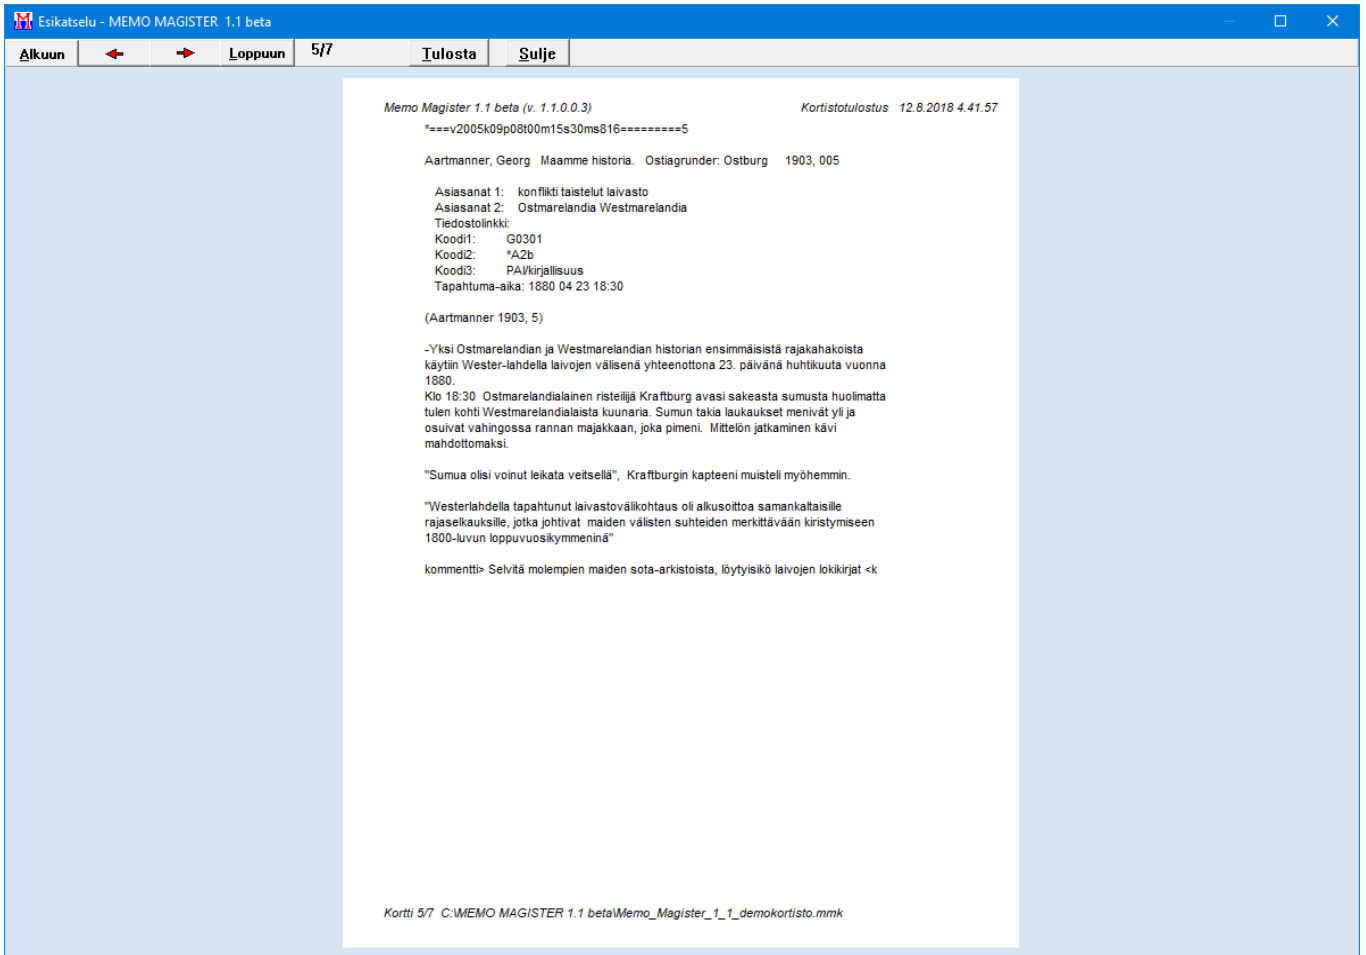 Esikatselu - MEMO MAGISTER 1.1 beta
Alkuun Loppuun 5/7 Tulosta Sulje
Memo Magister 1.1 beta (v. 1.1.0.0.3) Kortistotulostus 12.8.2018 4.41.57
*===v2005k09p08t00m15s30ms816=========5
Aartmanner, Georg Maamme historia. Ostiagrunder: Ostburg 1903, 005
Asiasanat 1: konflikti taistelut laivasto
Asiasanat 2: Ostmarelandia Westmarelandia
Tiedostolinkki:
Koodi1: G0301
Koodi2: *A2b
Koodi3: PAI/kirjallisuus
Tapahtuma-aika: 1880 04 23 18:30
(Aartmanner 1903, 5)
-Yksi Ostmarelandian ja Westmarelandian historian ensimmäisistä rajakahakoista
käytiin Wester-lahdella laivojen välisenä yhteenottona 23. päivänä huhtikuuta vuonna
1880.
Klo 18:30 Ostmarelandialainen risteilijä Kraftburg avasi sakeasta sumusta huolimatta
tulen kohti Westmarelandialaista kuunaria. Sumun takia laukaukset menivät yli ja
osuivat vahingossa rannan majakkaan, joka pimeni. Mittelön jatkaminen kävi
mahdottomaksi.
"Sumua olisi voinut leikata veitsellä", Kraftburgin kapteeni muisteli myöhemmin.
"Westerlahdella tapahtunut laivastovälikohtaus oli alkusoittoa samankaltaisille
rajaselkauksille, jotka johtivat maiden välisten suhteiden merkittävään kiristymiseen
1800-luvun loppuvuosikymmeninä"
kommentti> Selvitä molempien maiden sota-arkistoista, löytyisikö laivojen lokikirjat <k
Kortti 5/7 C:\MEMO MAGISTER 1.1 beta\Memo_Magister_1_1_demokortisto.mmk